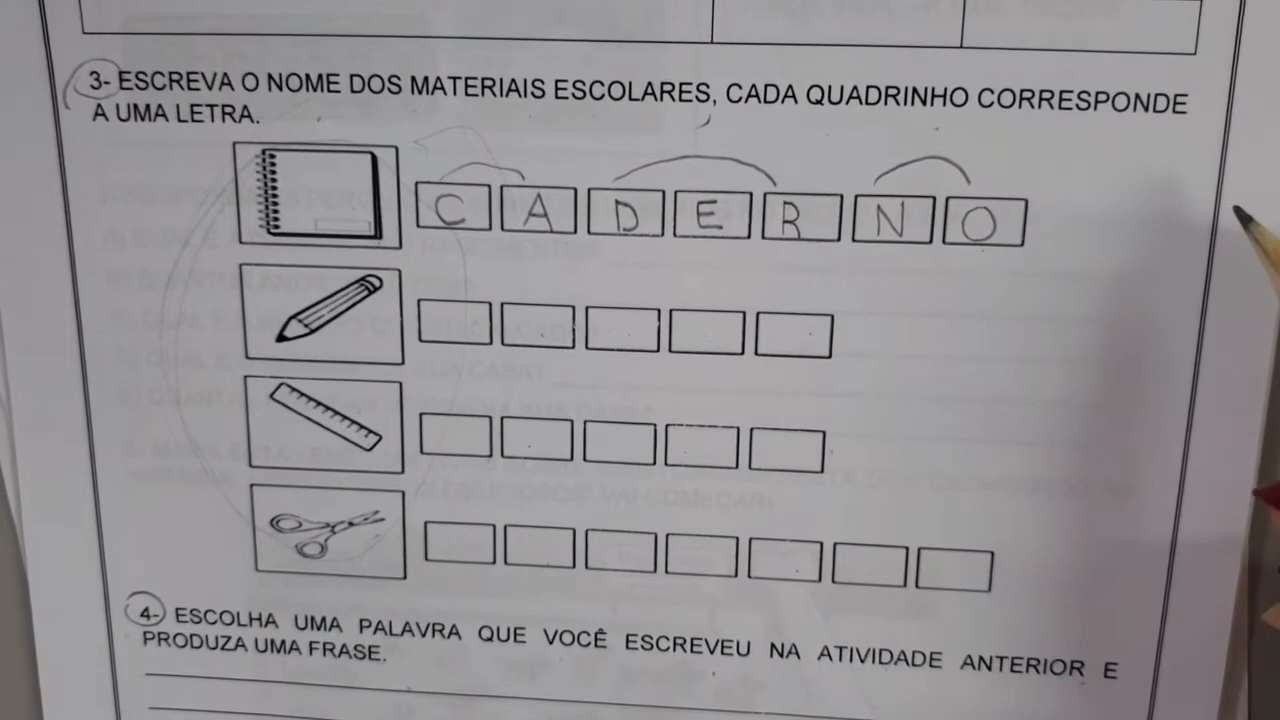 3- ESCREVA O NOME DOS MATERIAIS ESCOLARES, CADA QUADRINHO CORRESPONDE
A UMA LETRA.
C A D E R N O
4- ESCOLHA UMA PALAVRA QUE VOCÊ ESCREVEU NA ATIVIDADE ANTERIOR E
PRODUZA UMA FRASE.